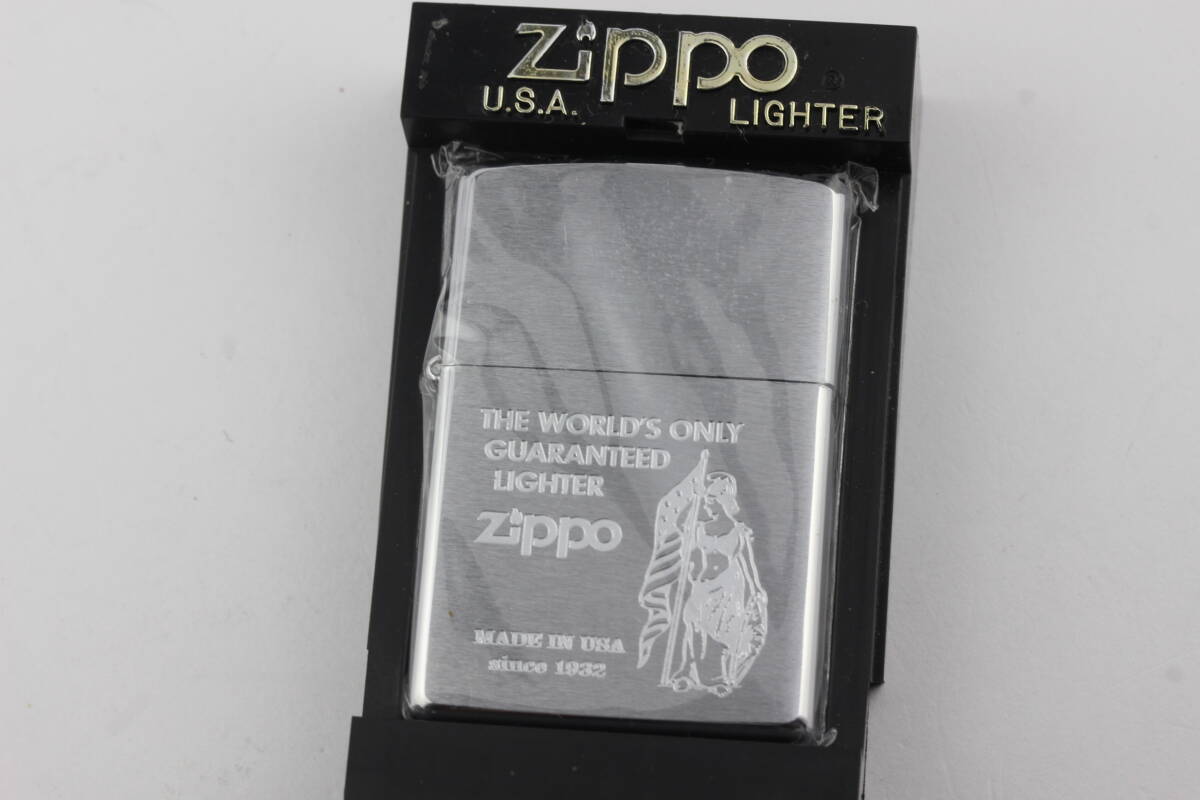 Zippo
U.S.A. LIGHTER
THE WORLD'S ONLY
GUARANTEED
LIGHTER
Zippo
MADE IN USA
since 1932